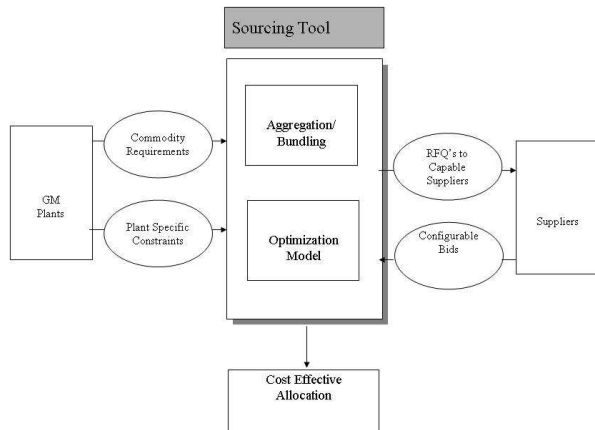 Sourcing Tool
Commodity
Requirements
Aggregation/
Bundling
RFQ's to
Capable
Suppliers
GM
Plants
Plant Specific
Constraints
Optimization
Model
Configurable
Bids
Suppliers
Cost Effective
Allocation